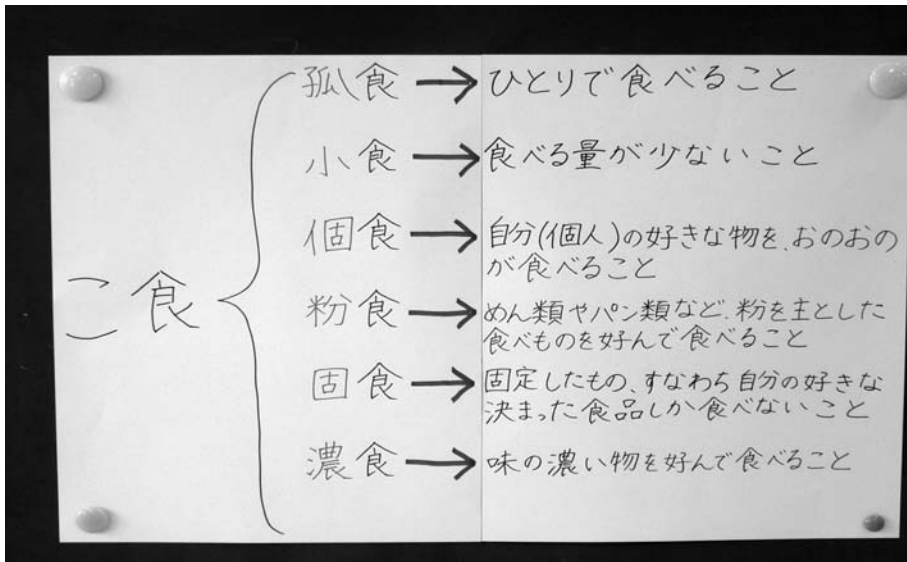 こ食
孤食→ひとりで食べること
小食→食べる量が少ないこと
個食→自分(個人)の好きな物を、おのおの
が食べること
粉食→めん類やパン類など、粉を主とした
食べものを好んで食べること
固食→固定したもの、すなわち自分の好きな
決まった食品しか食べないこと
濃食→味の濃い物を好んで食べること